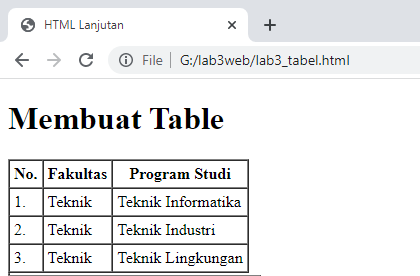 HTML Lanjutan
File G:/lab3web/lab3_tabel.html
Membuat Table
No. Fakultas Program Studi
1. Teknik Teknik Informatika
2. Teknik Teknik Industri
3. Teknik Teknik Lingkungan